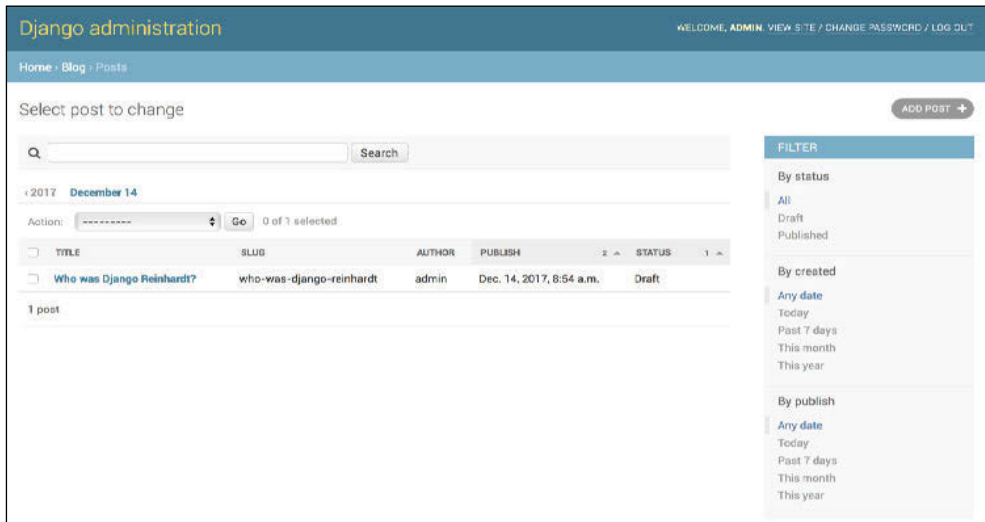 Django administration
WELCOME, ADMIN. VIEW SITE / CHANGE PASSWORD / LOG OUT
Home › Blog › Posts
Select post to change
ADD POST +
Search
‹ 2017 December 14
Action: --------- Go 0 of 1 selected
TITLE SLUG AUTHOR PUBLISH 2 STATUS 1
Who was Django Reinhardt? who-was-django-reinhardt admin Dec. 14, 2017, 8:54 a.m. Draft
1 post
FILTER
By status
All
Draft
Published
By created
Any date
Today
Past 7 days
This month
This year
By publish
Any date
Today
Past 7 days
This month
This year